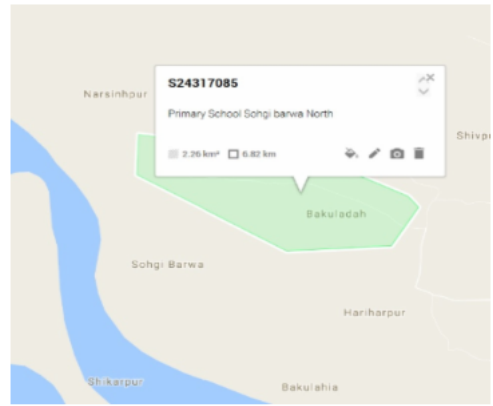 S24317085
Narsinhpur
Primary School Sohgi barwa North
Shivp
2.26 km² 6.82 km
Bakuladah
Sohgi Barwa
Hariharpur
Shikarpur
Bakulahia